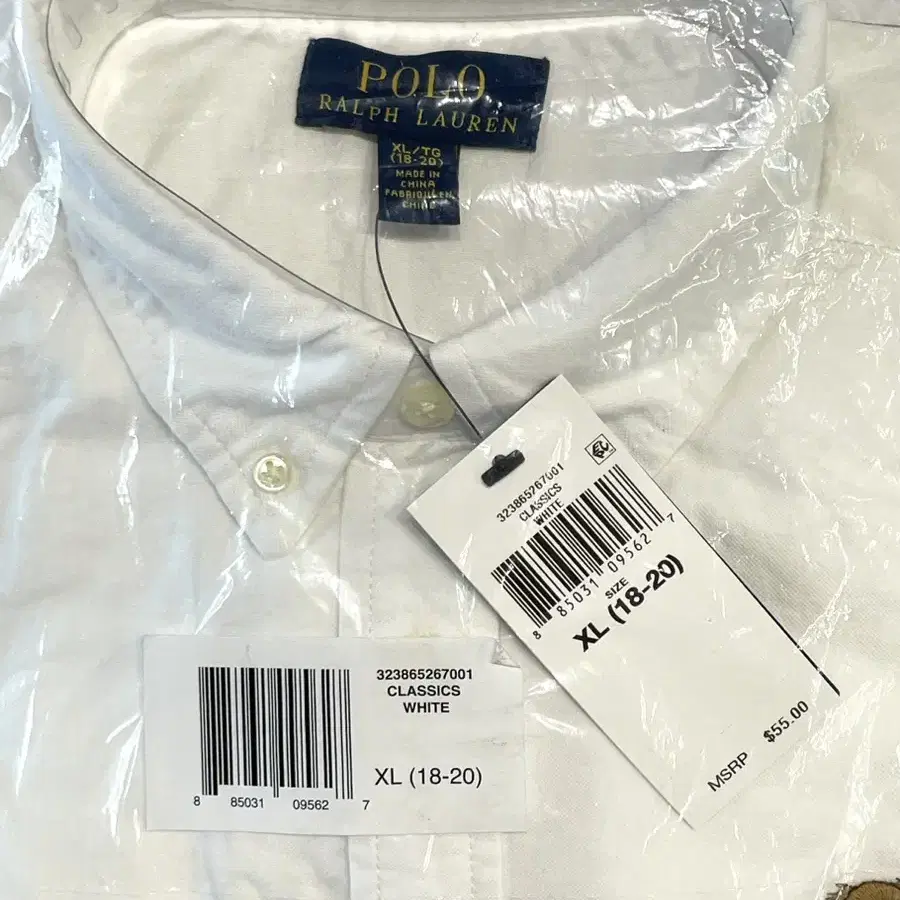 POLO
RALPH LAUREN
XL/TG
(18-20)
MADE IN
CHINA
FABRIQUÉ EN
CHINE
323865267001
CLASSICS
WHITE
8 85031 09562 7
SIZE
XL (18-20)
MSRP $55.00
323865267001
CLASSICS
WHITE
XL (18-20)
8 85031 09562 7